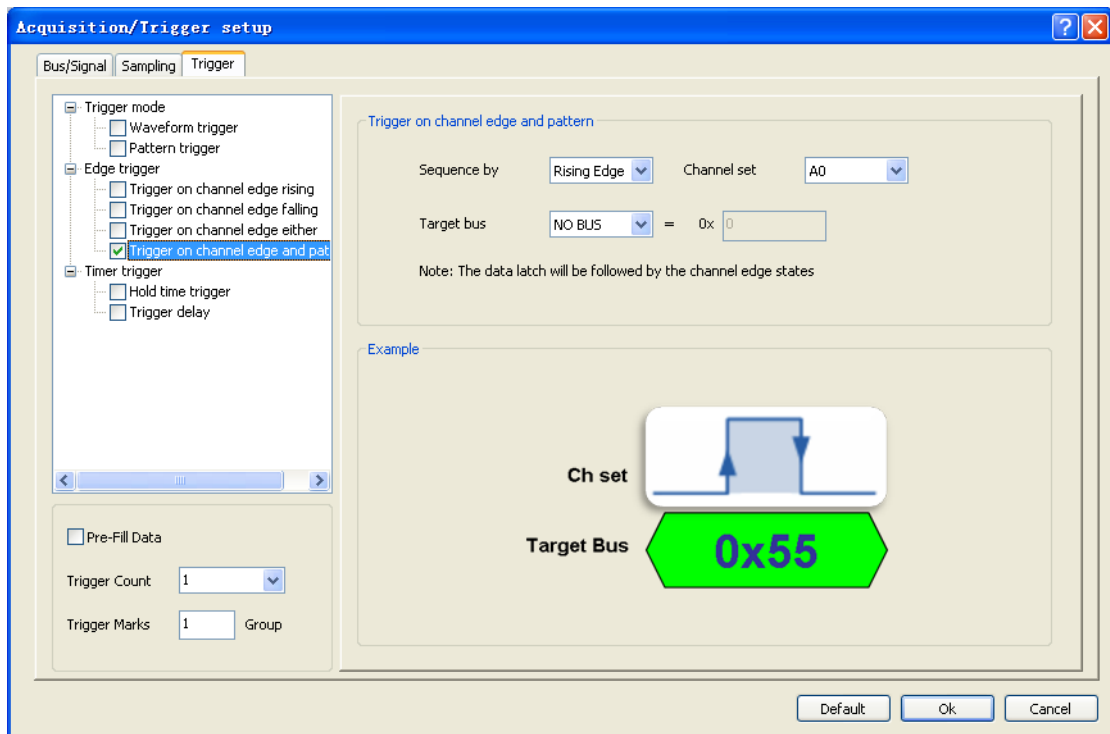 Acquisition/Trigger setup
Bus/Signal Sampling Trigger
Trigger mode
Waveform trigger
Pattern trigger
Edge trigger
Trigger on channel edge rising
Trigger on channel edge falling
Trigger on channel edge either
Trigger on channel edge and pat
Timer trigger
Hold time trigger
Trigger delay
Pre-Fill Data
Trigger Count 1
Trigger Marks 1 Group
Trigger on channel edge and pattern
Sequence by Rising Edge Channel set A0
Target bus NO BUS = 0x 0
Note: The data latch will be followed by the channel edge states
Example
Ch set
Target Bus 0x55
Default Ok Cancel